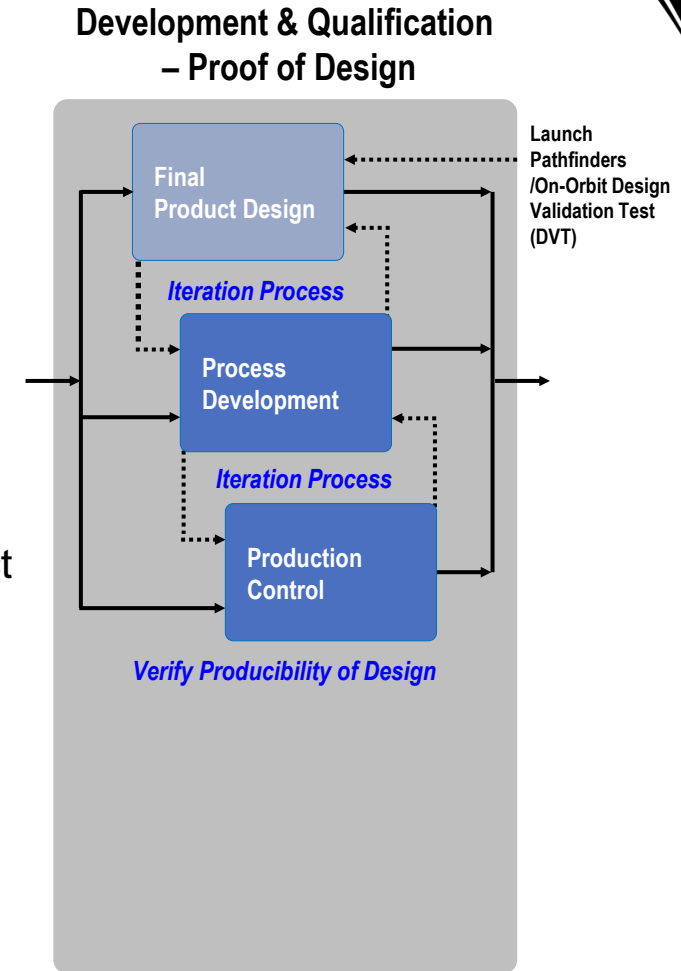 Development & Qualification
– Proof of Design
Launch
Pathfinders
/On-Orbit Design
Validation Test
(DVT)
Final
Product Design
Iteration Process
Process
Development
Iteration Process
Production
Control
Verify Producibility of Design